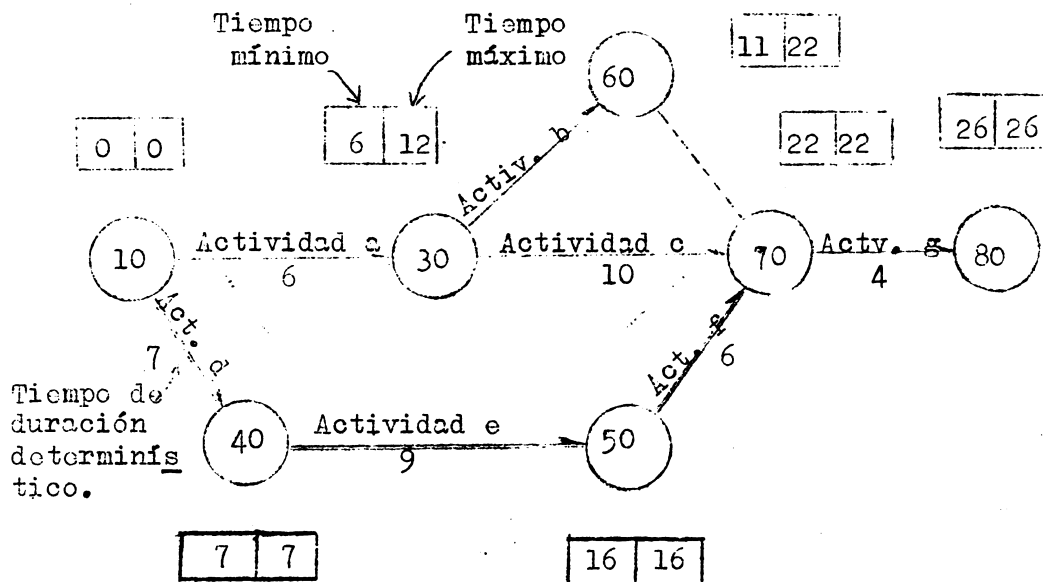 Tiempo mínimo
Tiempo máximo
11 22
60
0 0
6 12
22 22
26 26
Activ. b
10
Actividad a
6
30
Actividad c
10
70
Actv. g
4
80
Act. d
7
Act. f
6
Tiempo de
duración
determinís
tico.
40
Actividad e
9
50
7 7
16 16